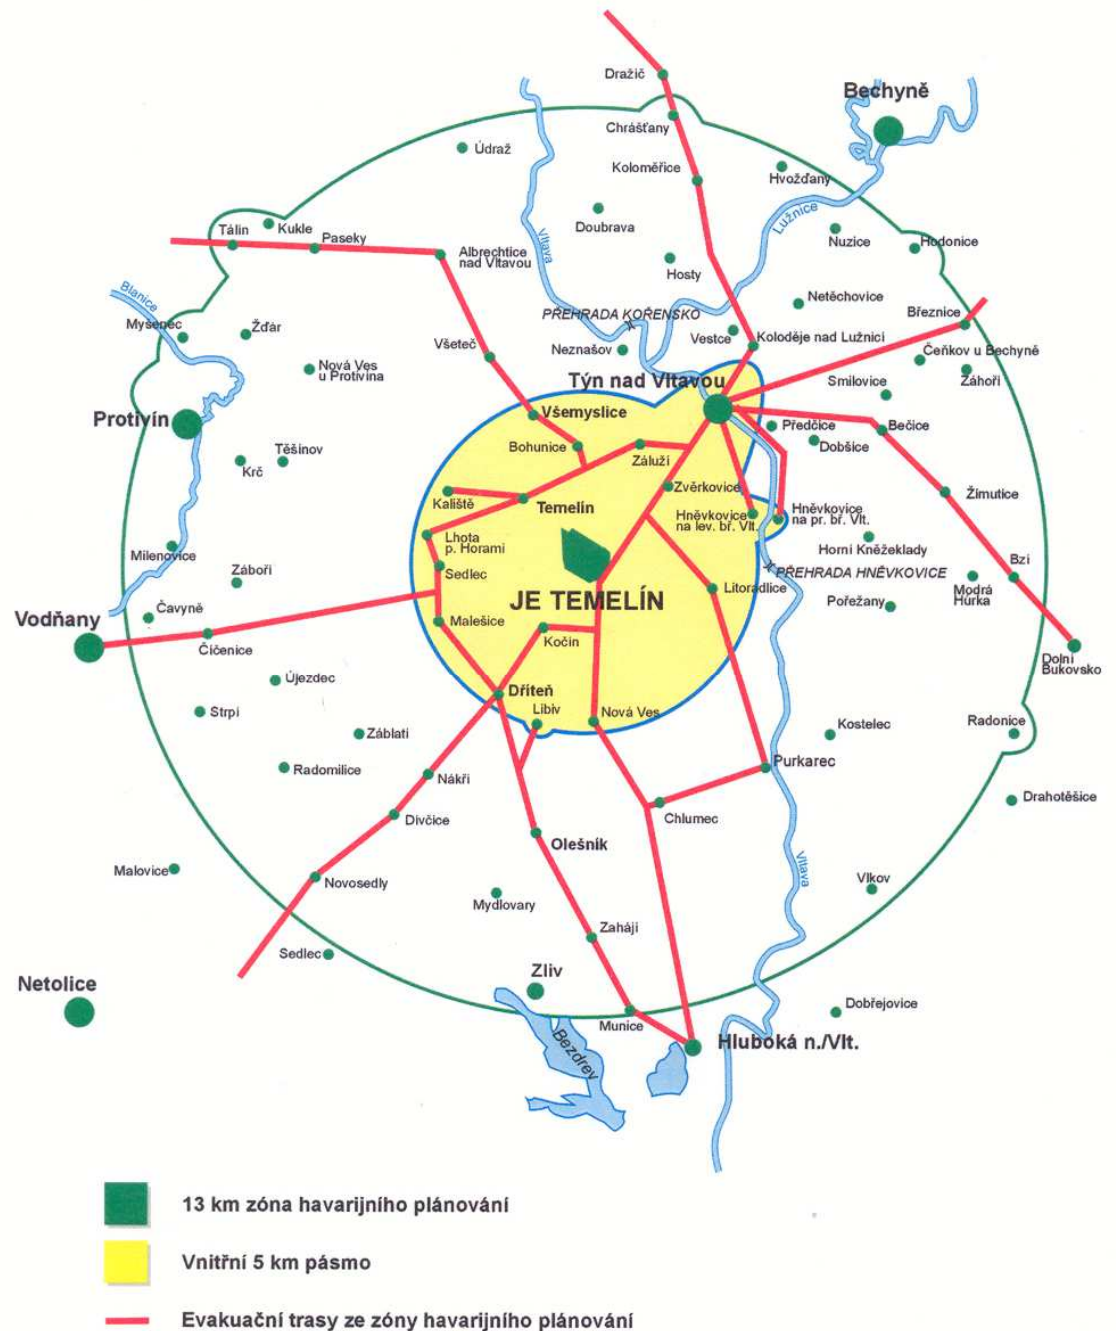 Dražič
Bechyně
Chrášťany
Údraž
Koloměřice
Hvožďany
Lužnice
Doubrava
Nuzice
Kukle
Tálin
Paseky
Vltava
Hodonice
Albrechtice
nad Vltavou
Hosty
Blanice
Netěchovice
PŘEHRADA KOŘENSKO
Březnice
Myšenec
Žďár
Vestce
Koloděje nad Lužnicí
Všeteč
Neznašov
Čeňkov u Bechyně
Nová Ves
u Protivína
Týn nad Vltavou
Smilovice
Záhoří
Protivín
Všemyslice
Předčice
Bečice
Bohunice
Dobšice
Těšínov
Krč
Záluží
Zvěrkovice
Žimutice
Kaliště
Temelín
Hněvkovice
na lev. bř. Vlt.
Hněvkovice
na pr. bř. Vlt.
Lhota
p. Horami
Horní Kněžeklady
Milenovice
Bzí
Sedlec
PŘEHRADA HNĚVKOVICE
Záboří
Litoradlice
Modrá
Hůrka
JE TEMELÍN
Pořežany
Čavyně
Vodňany
Malešice
Kočín
Číčenice
Dolní
Bukovsko
Újezdec
Dříteň
Strpí
Libív
Nová Ves
Kostelec
Radonice
Záblatí
Radomilice
Nákří
Purkarec
Drahotěšice
Dívčice
Chlumec
Olešník
Malovice
Vltava
Vlkov
Novosedly
Mydlovary
Zahájí
Sedlec
Zliv
Netolice
Dobřejovice
Munice
Bezdrev
Hluboká n./Vlt.
13 km zóna havarijního plánování
Vnitřní 5 km pásmo
Evakuační trasy ze zóny havarijního plánování